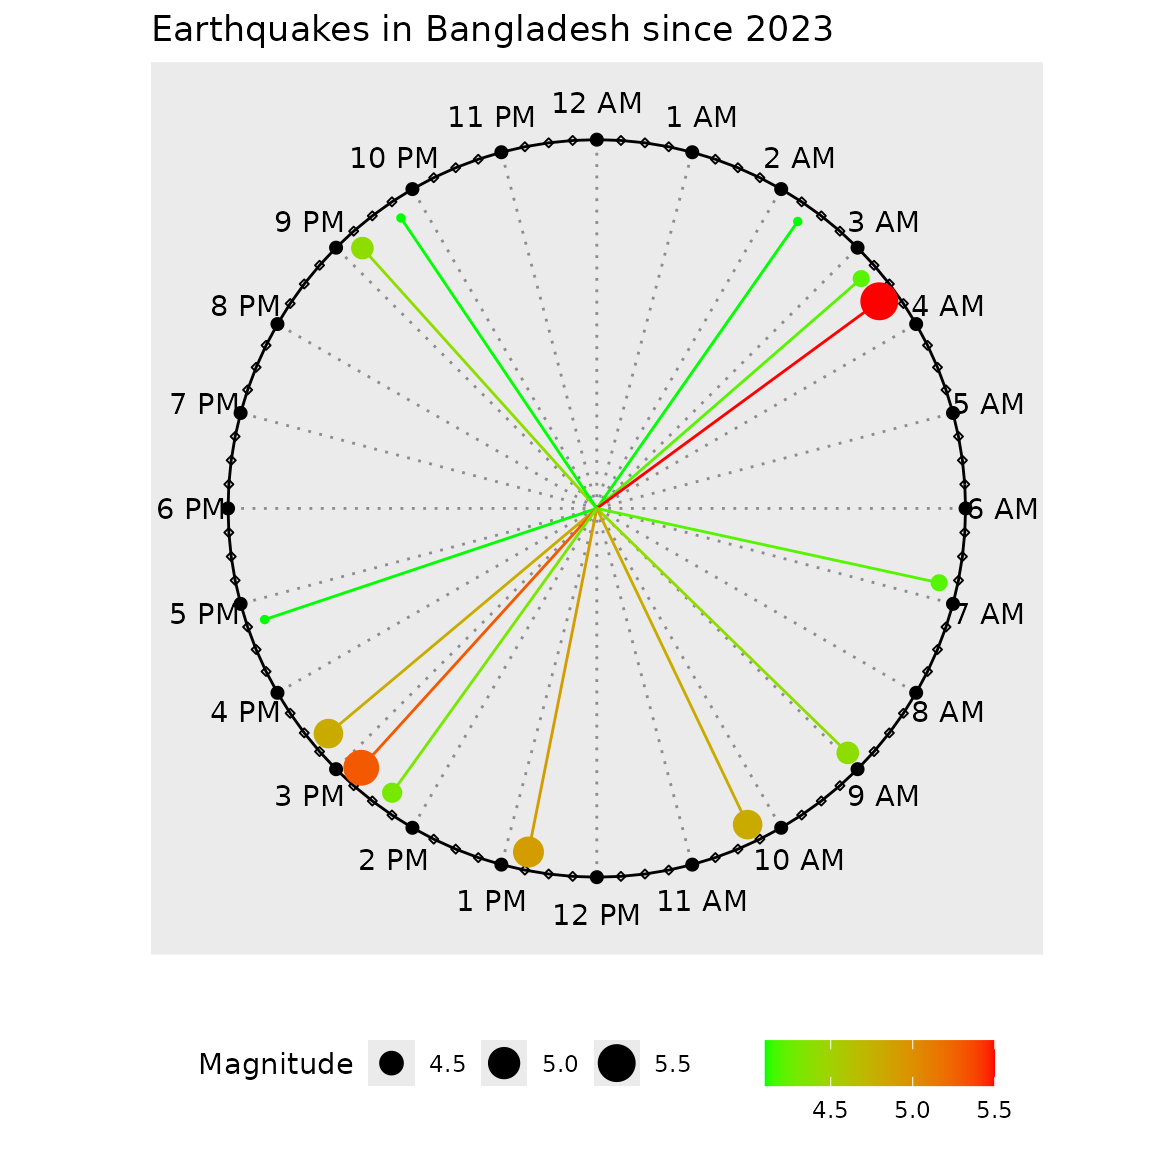 Earthquakes in Bangladesh since 2023
12 AM
11 PM
1 AM
10 PM
2 AM
9 PM
3 AM
8 PM
4 AM
7 PM
5 AM
6 PM
6 AM
5 PM
7 AM
4 PM
8 AM
3 PM
9 AM
2 PM
10 AM
1 PM
11 AM
12 PM
Magnitude 4.5 5.0 5.5
4.5 5.0 5.5